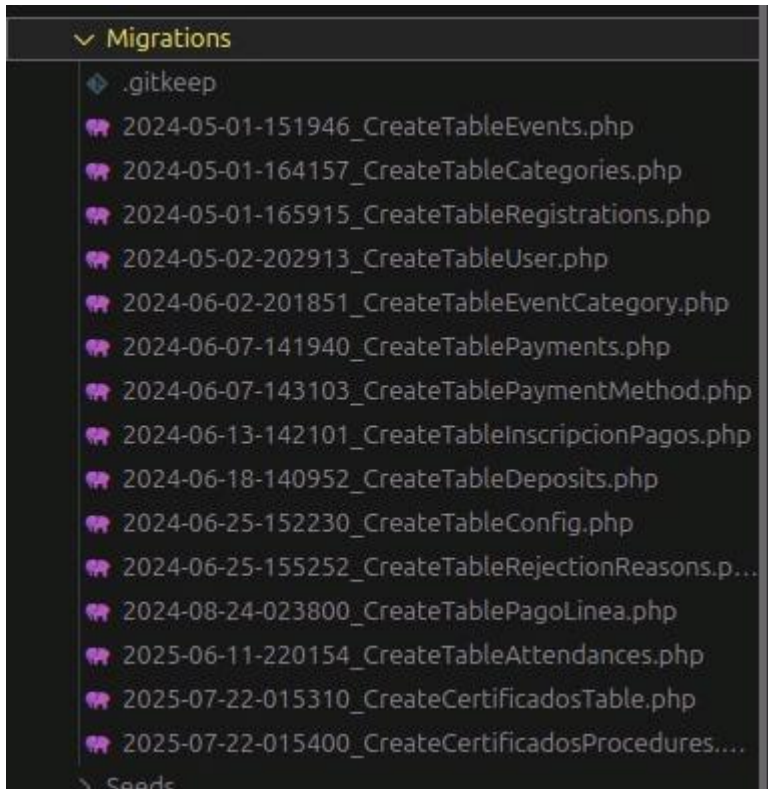 Migrations
.gitkeep
2024-05-01-151946_CreateTableEvents.php
2024-05-01-164157_CreateTableCategories.php
2024-05-01-165915_CreateTableRegistrations.php
2024-05-02-202913_CreateTableUser.php
2024-06-02-201851_CreateTableEventCategory.php
2024-06-07-141940_CreateTablePayments.php
2024-06-07-143103_CreateTablePaymentMethod.php
2024-06-13-142101_CreateTableInscripcionPagos.php
2024-06-18-140952_CreateTableDeposits.php
2024-06-25-152230_CreateTableConfig.php
2024-06-25-155252_CreateTableRejectionReasons.p...
2024-08-24-023800_CreateTablePagoLinea.php
2025-06-11-220154_CreateTableAttendances.php
2025-07-22-015310_CreateCertificadosTable.php
2025-07-22-015400_CreateCertificadosProcedures....
Seeds